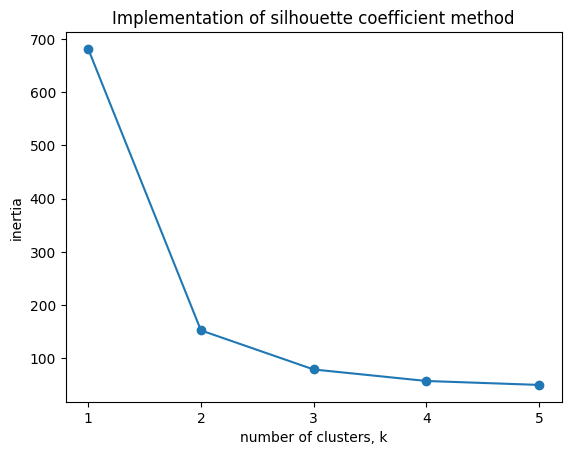 Implementation of silhouette coefficient method
700
600
500
400
300
200
100
inertia
1 2 3 4 5
number of clusters, k